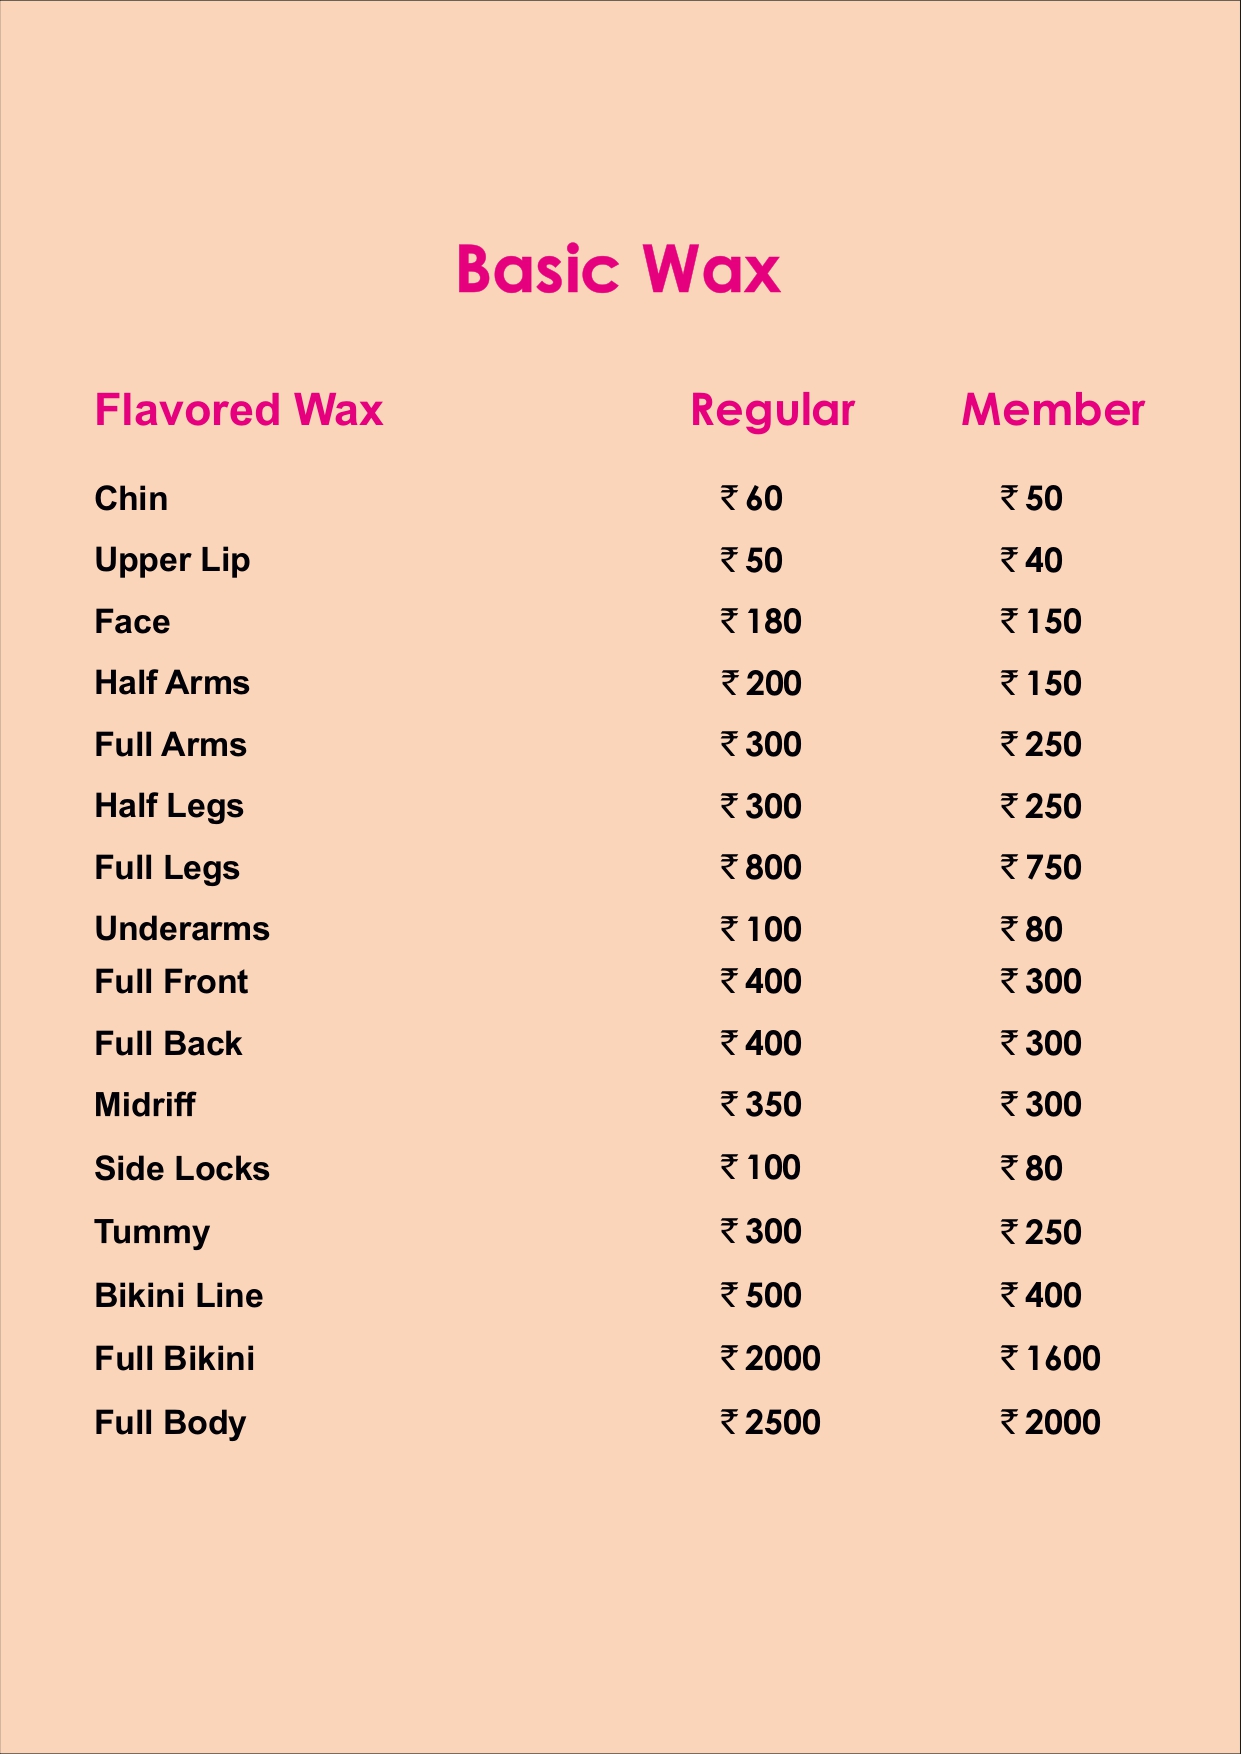 Basic Wax
Flavored Wax Regular Member
Chin ₹ 60 ₹ 50
Upper Lip ₹ 50 ₹ 40
Face ₹ 180 ₹ 150
Half Arms ₹ 200 ₹ 150
Full Arms ₹ 300 ₹ 250
Half Legs ₹ 300 ₹ 250
Full Legs ₹ 800 ₹ 750
Underarms ₹ 100 ₹ 80
Full Front ₹ 400 ₹ 300
Full Back ₹ 400 ₹ 300
Midriff ₹ 350 ₹ 300
Side Locks ₹ 100 ₹ 80
Tummy ₹ 300 ₹ 250
Bikini Line ₹ 500 ₹ 400
Full Bikini ₹ 2000 ₹ 1600
Full Body ₹ 2500 ₹ 2000